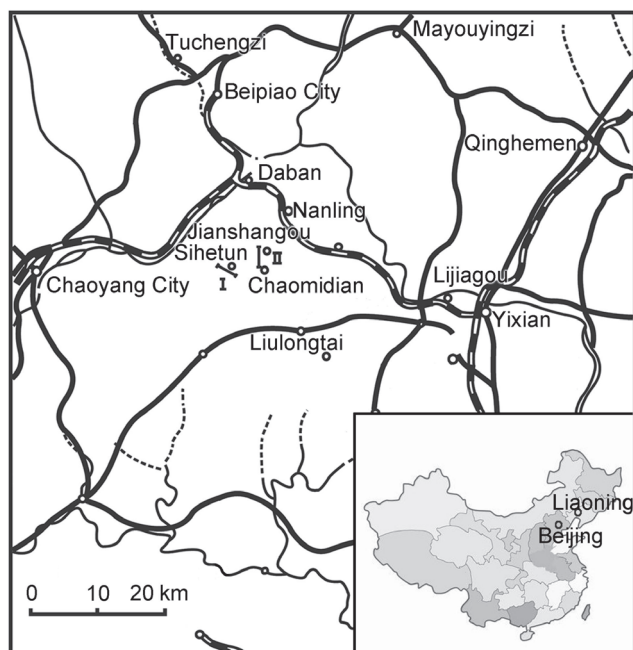 Mayouyingzi
Tuchengzi
Beipiao City
Qinghemen
Daban
Nanling
Jianshangou
Sihetun
II
I
Chaomidian
Chaoyang City
Lijiagou
Yixian
Liulongtai
Liaoning
Beijing
0 10 20 km